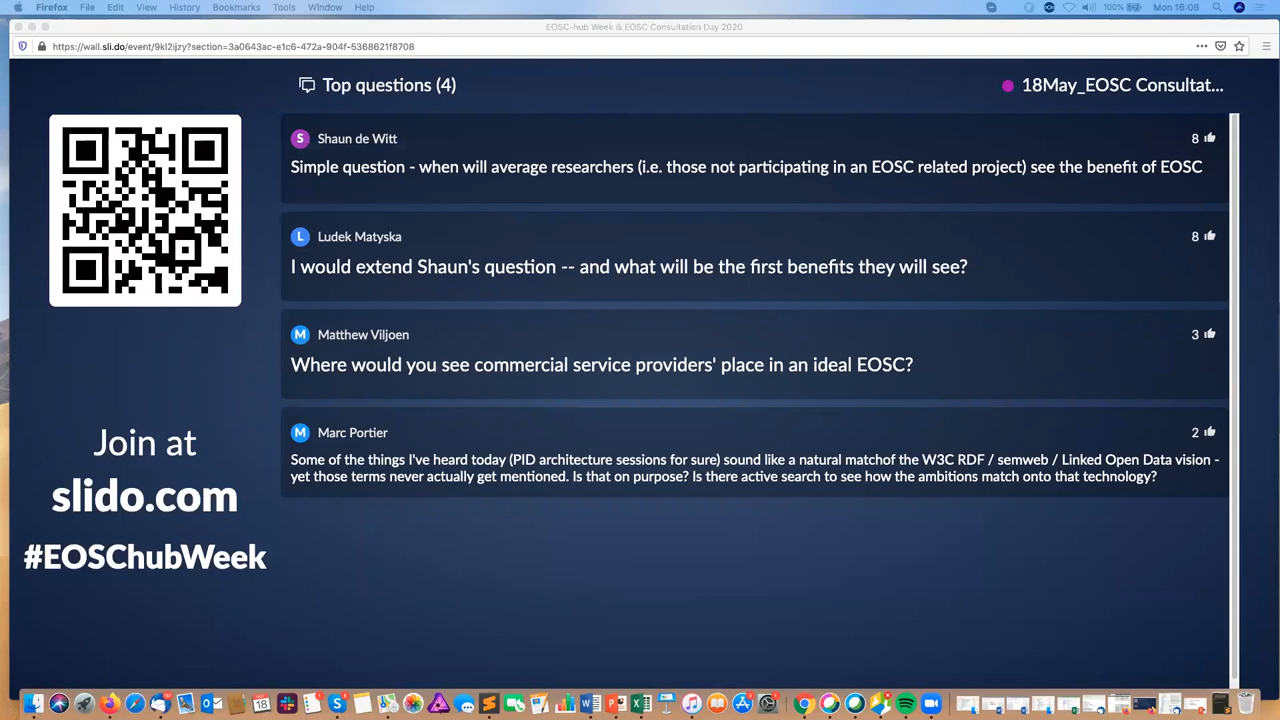 Firefox File Edit View History Bookmarks Tools Window Help 100% Mon 16:08
EOSC-hub Week & EOSC Consultation Day 2020
https://wall.sli.do/event/9kl2ijzy?section=3a0643ac-e1c6-472a-904f-5368621f8708
Top questions (4)
18May_EOSC Consultat...
S Shaun de Witt 8
Simple question - when will average researchers (i.e. those not participating in an EOSC related project) see the benefit of EOSC
L Ludek Matyska 8
I would extend Shaun's question -- and what will be the first benefits they will see?
M Matthew Viljoen 3
Where would you see commercial service providers' place in an ideal EOSC?
M Marc Portier 2
Some of the things I've heard today (PID architecture sessions for sure) sound like a natural matchof the W3C RDF / semweb / Linked Open Data vision -
yet those terms never actually get mentioned. Is that on purpose? Is there active search to see how the ambitions match onto that technology?
Join at
slido.com
#EOSChubWeek
18